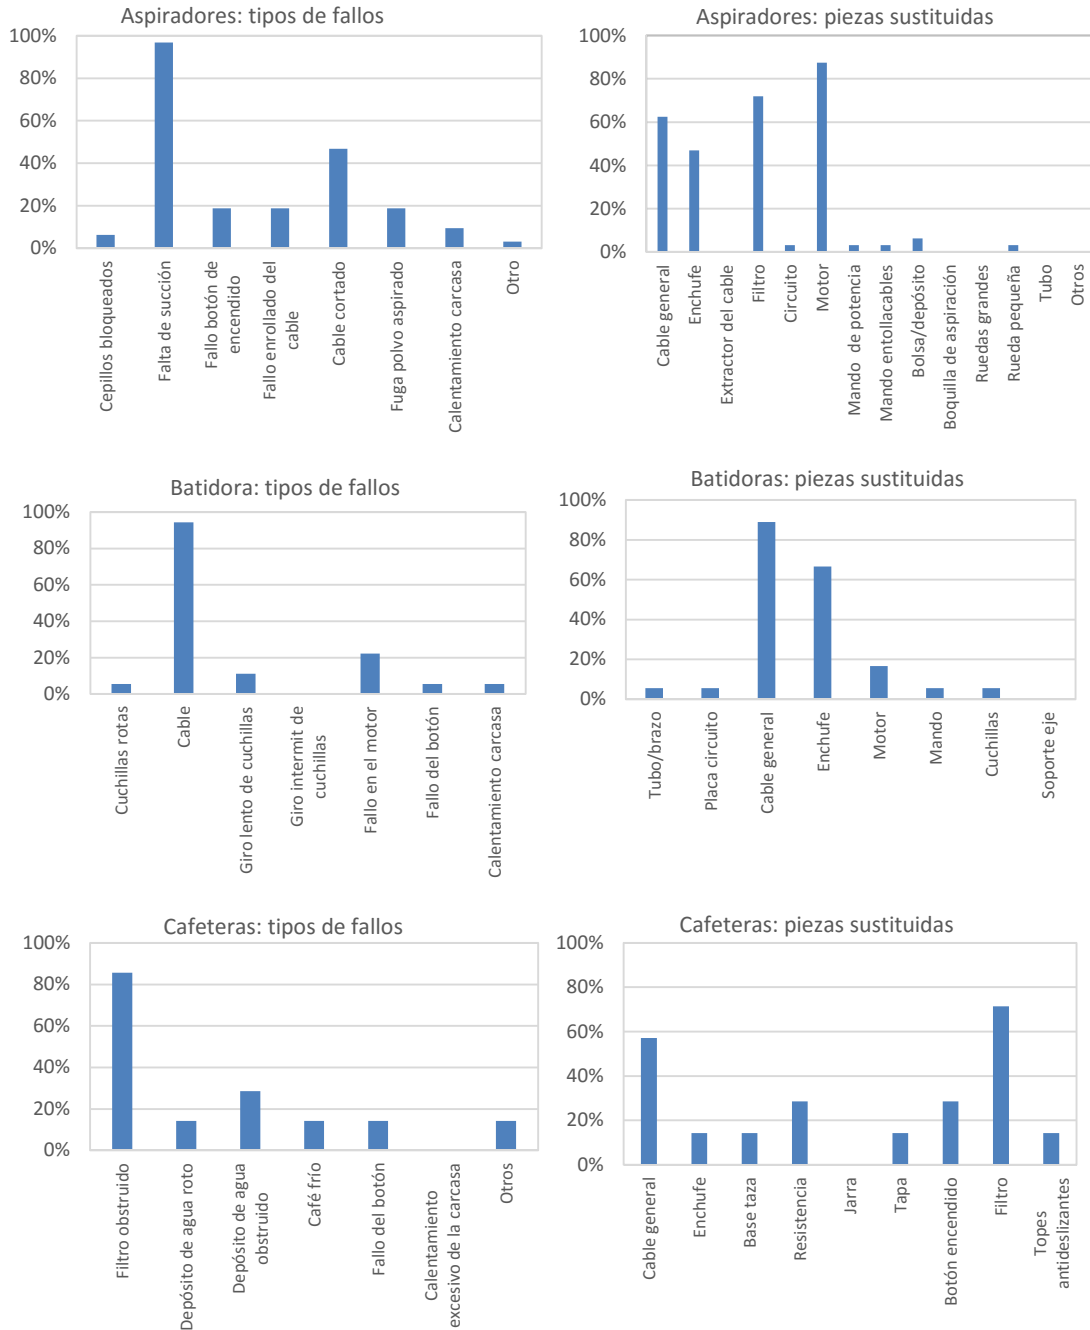 Aspiradores: tipos de fallos
100%
80%
60%
40%
20%
0%
Cepillos bloqueados
Falta de succión
Fallo botón de
encendido
Fallo enrollado del
cable
Cable cortado
Fuga polvo aspirado
Calentamiento carcasa
Otro
Aspiradores: piezas sustituidas
100%
80%
60%
40%
20%
0%
Cable general
Enchufe
Extractor del cable
Filtro
Circuito
Motor
Mando de potencia
Mando entollacables
Bolsa/depósito
Boquilla de aspiración
Ruedas grandes
Rueda pequeña
Tubo
Otros
Batidora: tipos de fallos
100%
80%
60%
40%
20%
0%
Cuchillas rotas
Cable
Giro lento de cuchillas
Giro intermit de
cuchillas
Fallo en el motor
Fallo del botón
Calentamiento carcasa
Batidoras: piezas sustituidas
100%
80%
60%
40%
20%
0%
Tubo/brazo
Placa circuito
Cable general
Enchufe
Motor
Mando
Cuchillas
Soporte eje
Cafeteras: tipos de fallos
100%
80%
60%
40%
20%
0%
Filtro obstruido
Depósito de agua roto
Depósito de agua
obstruido
Café frío
Fallo del botón
Calentamiento
excesivo de la carcasa
Otros
Cafeteras: piezas sustituidas
100%
80%
60%
40%
20%
0%
Cable general
Enchufe
Base taza
Resistencia
Jarra
Tapa
Botón encendido
Filtro
Topes
antideslizantes